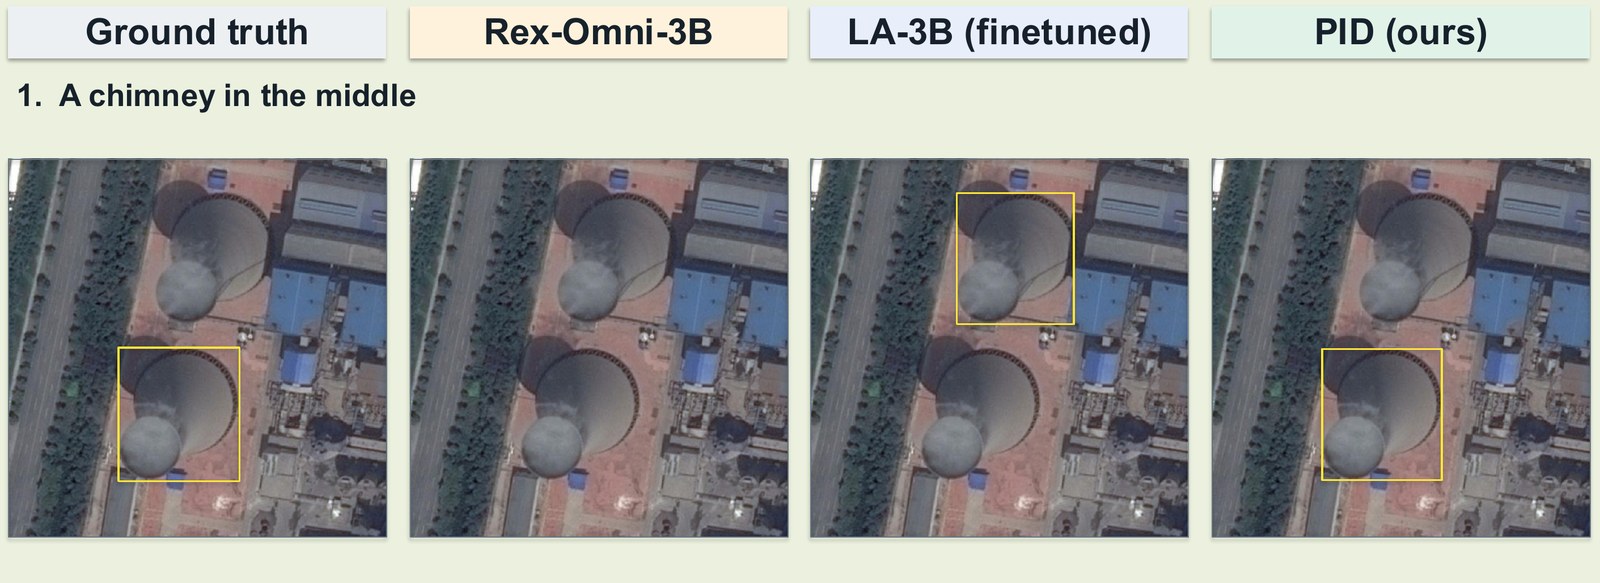 Ground truth
Rex-Omni-3B
LA-3B (finetuned)
PID (ours)
1. A chimney in the middle